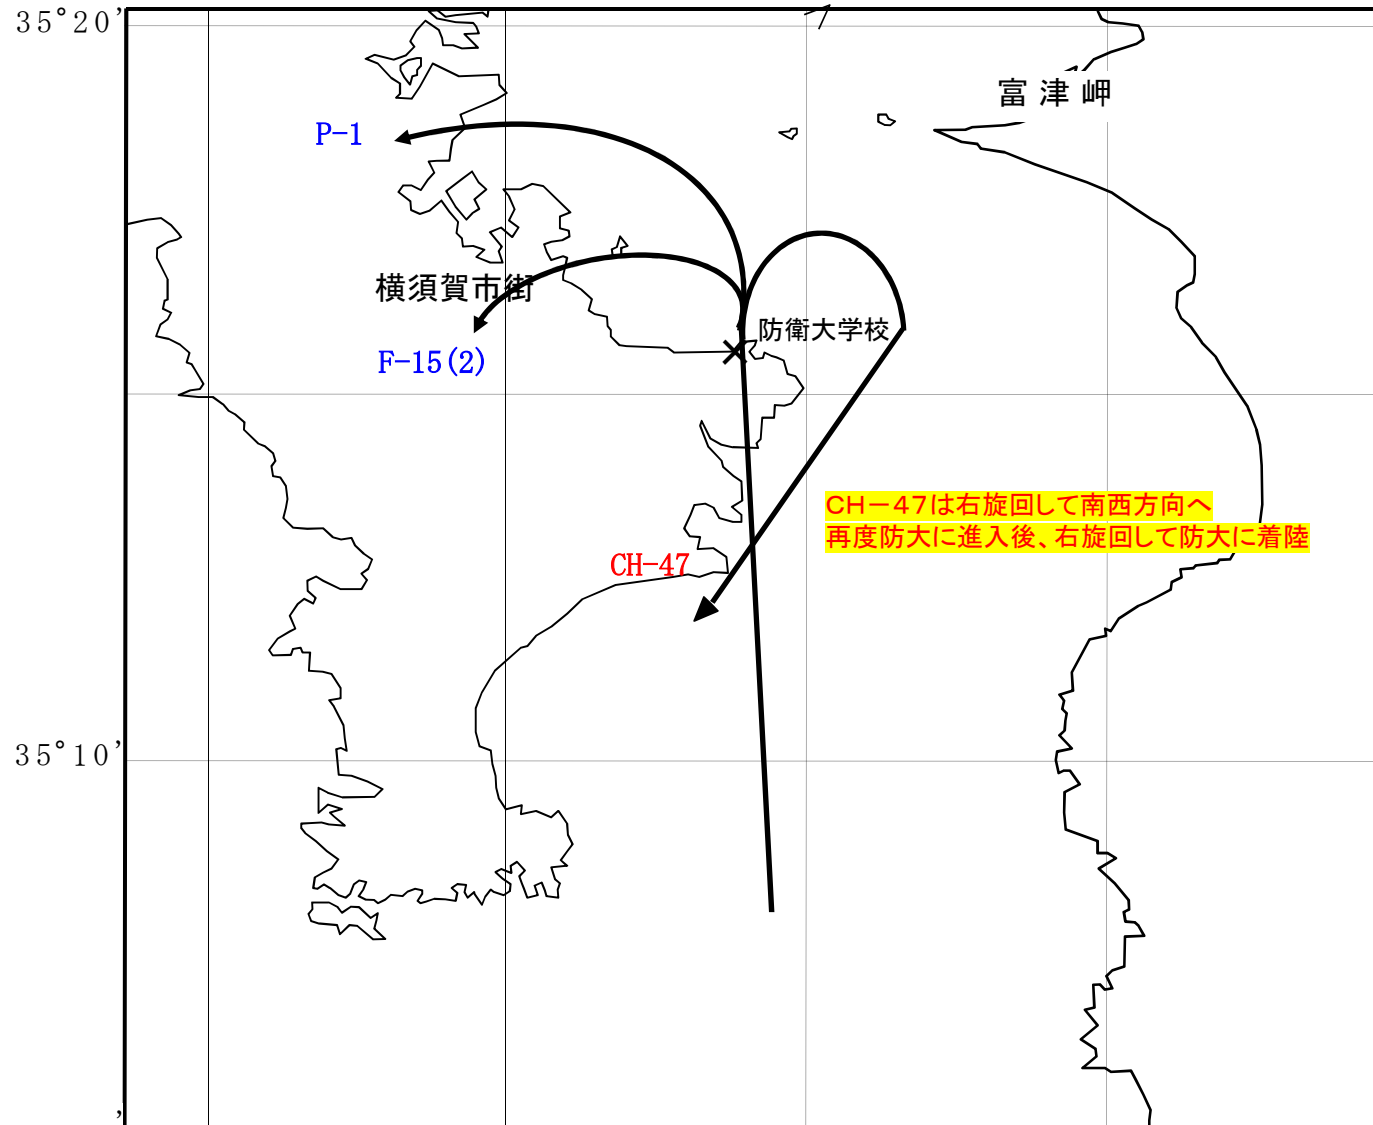 35°20’
富津岬
P-1
横須賀市街
防衛大学校
F-15(2)
CH－47は右旋回して南西方向へ
再度防大に進入後、右旋回して防大に着陸
CH-47
35°10’
’